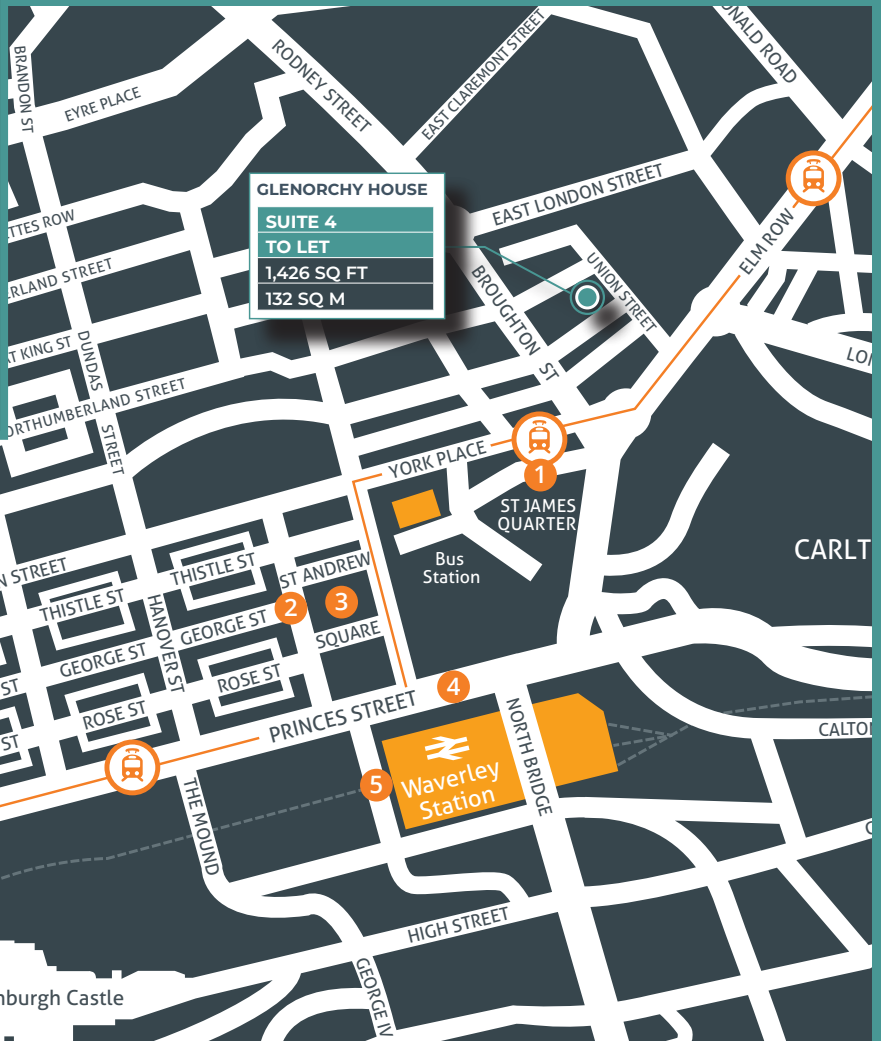 ONALD ROAD
BRANDON ST
RODNEY STREET
EAST CLAREMONT STREET
EYRE PLACE
GLENORCHY HOUSE
SUITE 4
TO LET
1,426 SQ FT
132 SQ M
EAST LONDON STREET
ELM ROW
ETTES ROW
ERLAND STREET
UNION STREET
BROUGHTON ST
AT KING ST
DUNDAS
STREET
ORTHUMBERLAND STREET
LO
YORK PLACE
1
ST JAMES
QUARTER
Bus
Station
CARLT
N STREET
THISTLE ST
THISTLE ST
ST ANDREW
SQUARE
2
3
HANOVER ST
GEORGE ST
GEORGE ST
ROSE ST
ROSE ST
ST
ST
4
PRINCES STREET
NORTH BRIDGE
CALTO
5
Waverley
Station
THE MOUND
HIGH STREET
GEORGE IV
nburgh Castle